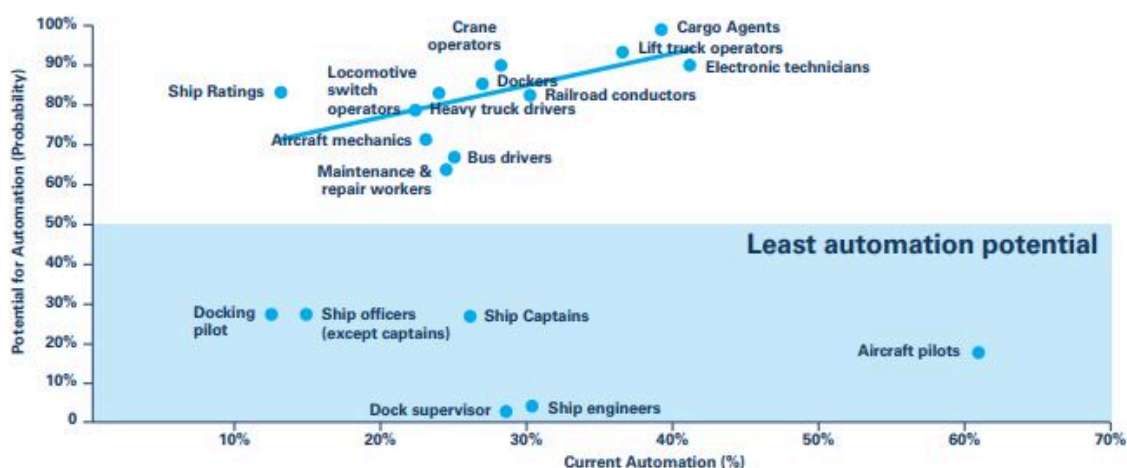 Potential for Automation (Probability)
100%
90%
80%
70%
60%
50%
40%
30%
20%
10%
0
Crane
operators
Cargo Agents
Lift truck operators
Electronic technicians
Ship Ratings
Locomotive
switch
operators
Dockers
Railroad conductors
Heavy truck drivers
Aircraft mechanics
Bus drivers
Maintenance &
repair workers
Least automation potential
Docking
pilot
Ship officers
(except captains)
Ship Captains
Aircraft pilots
Dock supervisor
Ship engineers
10%
20%
30%
40%
50%
60%
70%
Current Automation (%)